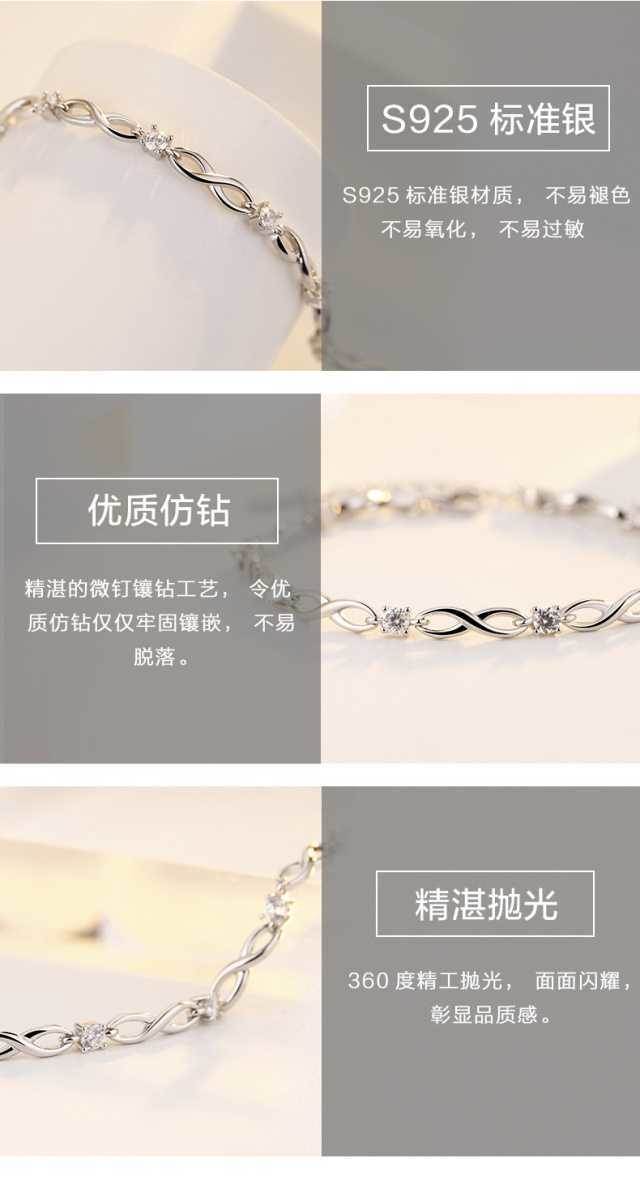 S925 标准银
S925 标准银材质， 不易褪色
不易氧化， 不易过敏
优质仿钻
精湛的微钉镶钻工艺， 令优
质仿钻仅仅牢固镶嵌， 不易
脱落。
精湛抛光
360 度精工抛光， 面面闪耀，
彰显品质感。